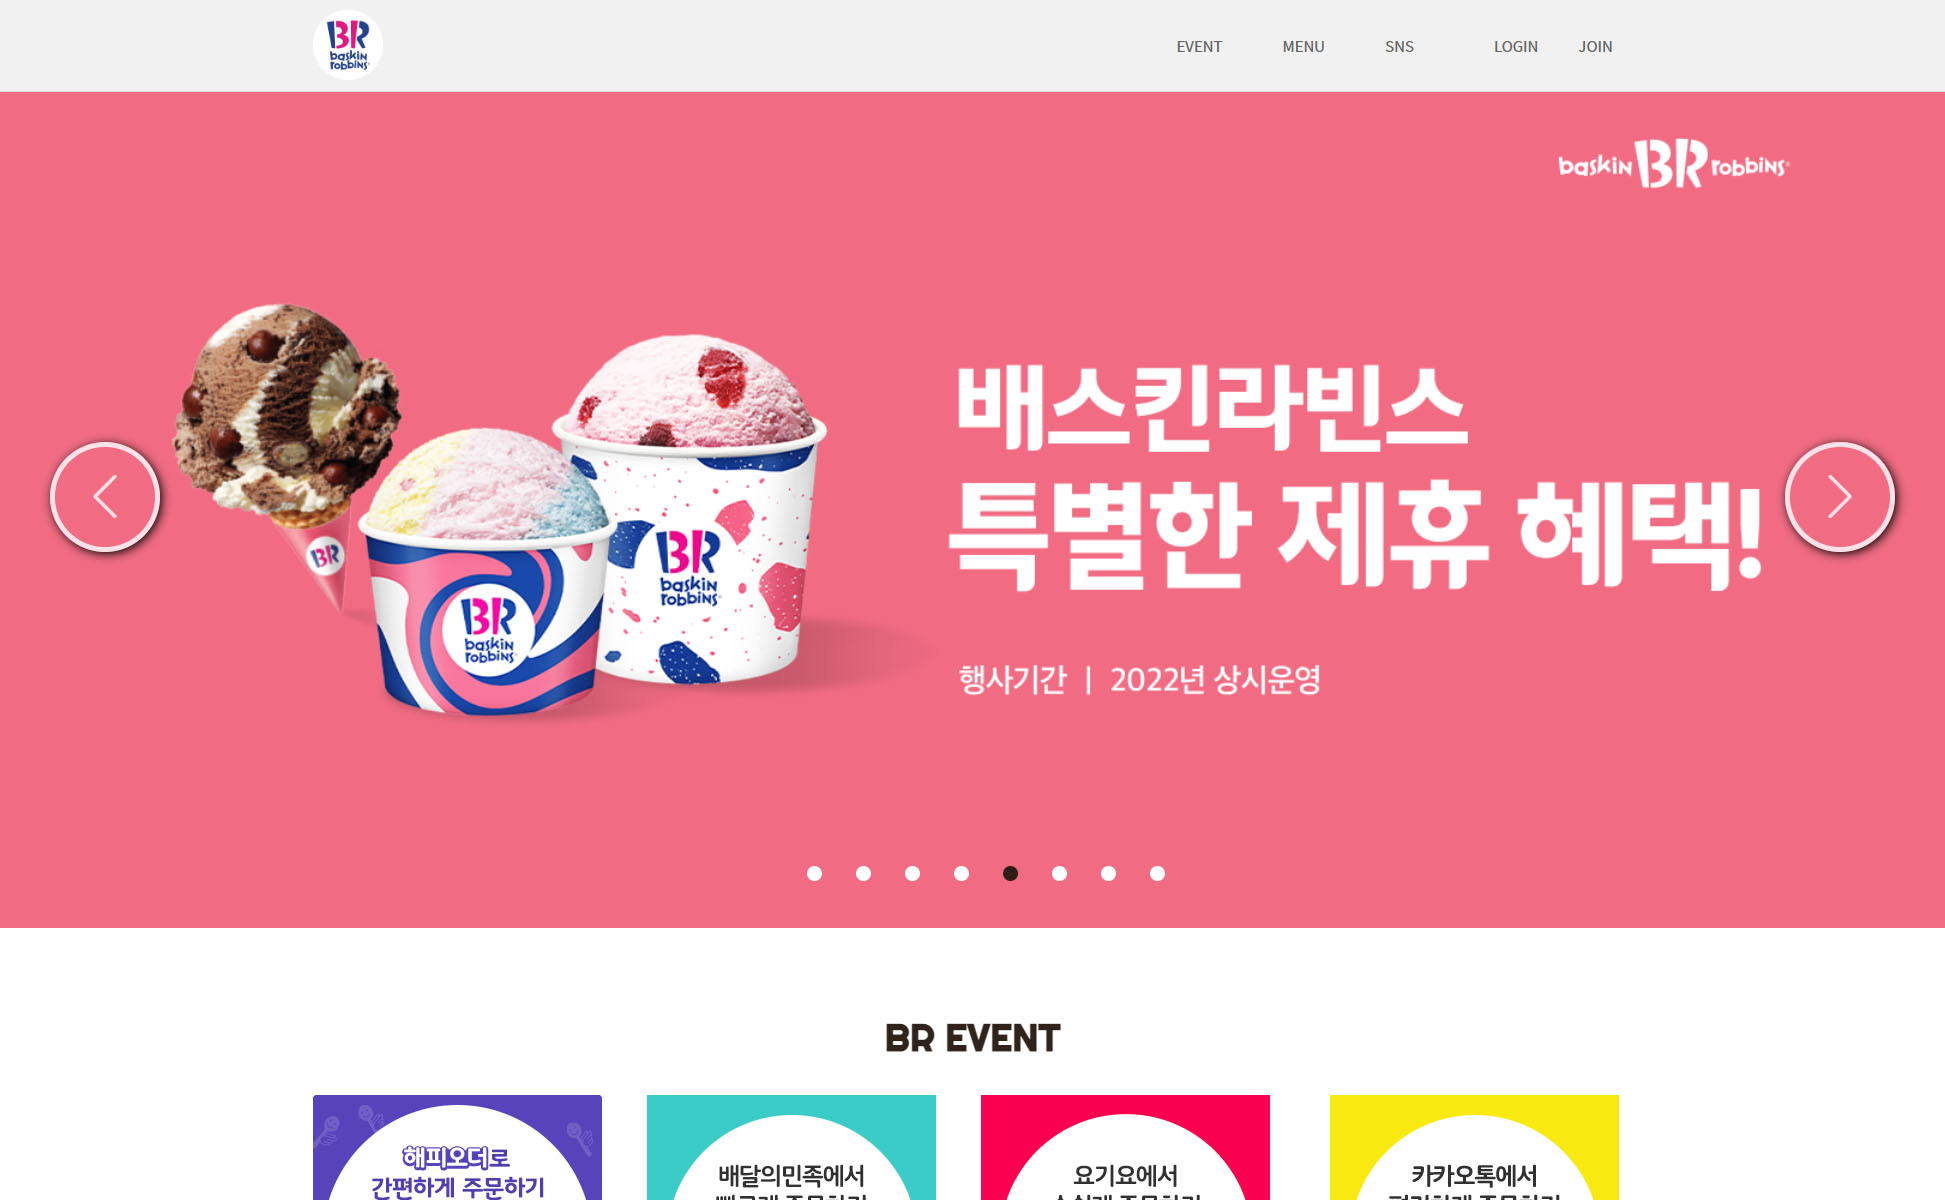 BR
baskin
robbins
EVENT MENU SNS LOGIN JOIN
baskin BR robbins
배스킨라빈스
특별한 제휴 혜택!
BR
BR
baskin
robbins
BR
baskin
robbins
행사기간 | 2022년 상시운영
BR EVENT
해피오더로
간편하게 주문하기
배달의민족에서
요기요에서
카카오톡에서